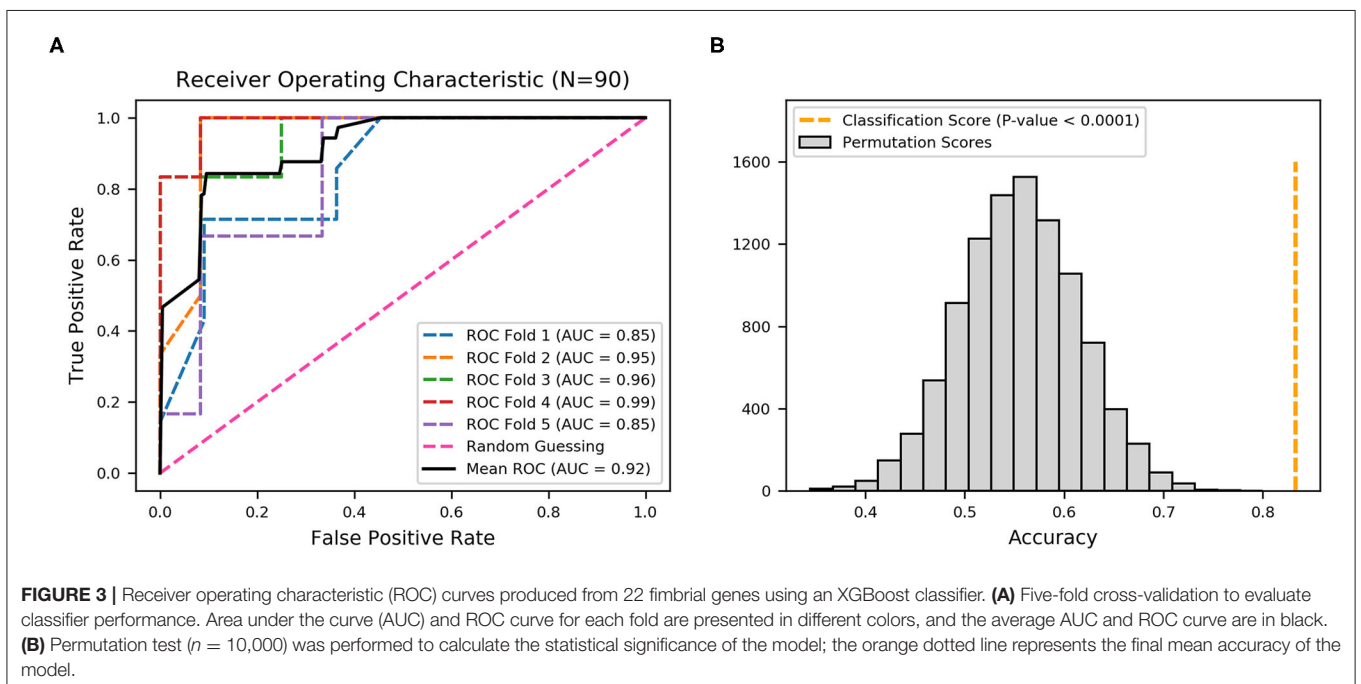 A
Receiver Operating Characteristic (N=90)
True Positive Rate
1.0
0.8
0.6
0.4
0.2
0.0
ROC Fold 1 (AUC = 0.85)
ROC Fold 2 (AUC = 0.95)
ROC Fold 3 (AUC = 0.96)
ROC Fold 4 (AUC = 0.99)
ROC Fold 5 (AUC = 0.85)
Random Guessing
Mean ROC (AUC = 0.92)
0.0 0.2 0.4 0.6 0.8 1.0
False Positive Rate
B
Classification Score (P-value < 0.0001)
Permutation Scores
1600
1200
800
400
0
0.4 0.5 0.6 0.7 0.8
Accuracy
FIGURE 3 | Receiver operating characteristic (ROC) curves produced from 22 fimbrial genes using an XGBoost classifier. (A) Five-fold cross-validation to evaluate
classifier performance. Area under the curve (AUC) and ROC curve for each fold are presented in different colors, and the average AUC and ROC curve are in black.
(B) Permutation test (n = 10,000) was performed to calculate the statistical significance of the model; the orange dotted line represents the final mean accuracy of the
model.